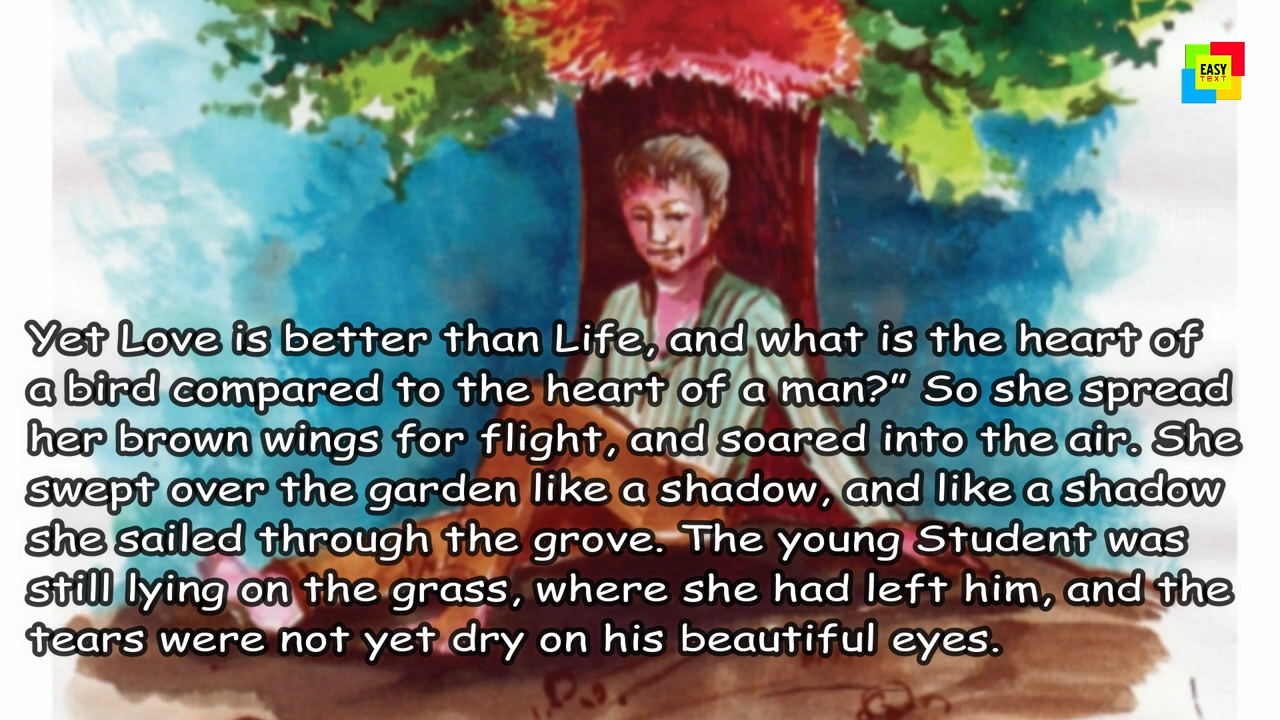 EASY
TEXT
Yet Love is better than Life, and what is the heart of
a bird compared to the heart of a man?” So she spread
her brown wings for flight, and soared into the air. She
swept over the garden like a shadow, and like a shadow
she sailed through the grove. The young Student was
still lying on the grass, where she had left him, and the
tears were not yet dry on his beautiful eyes.